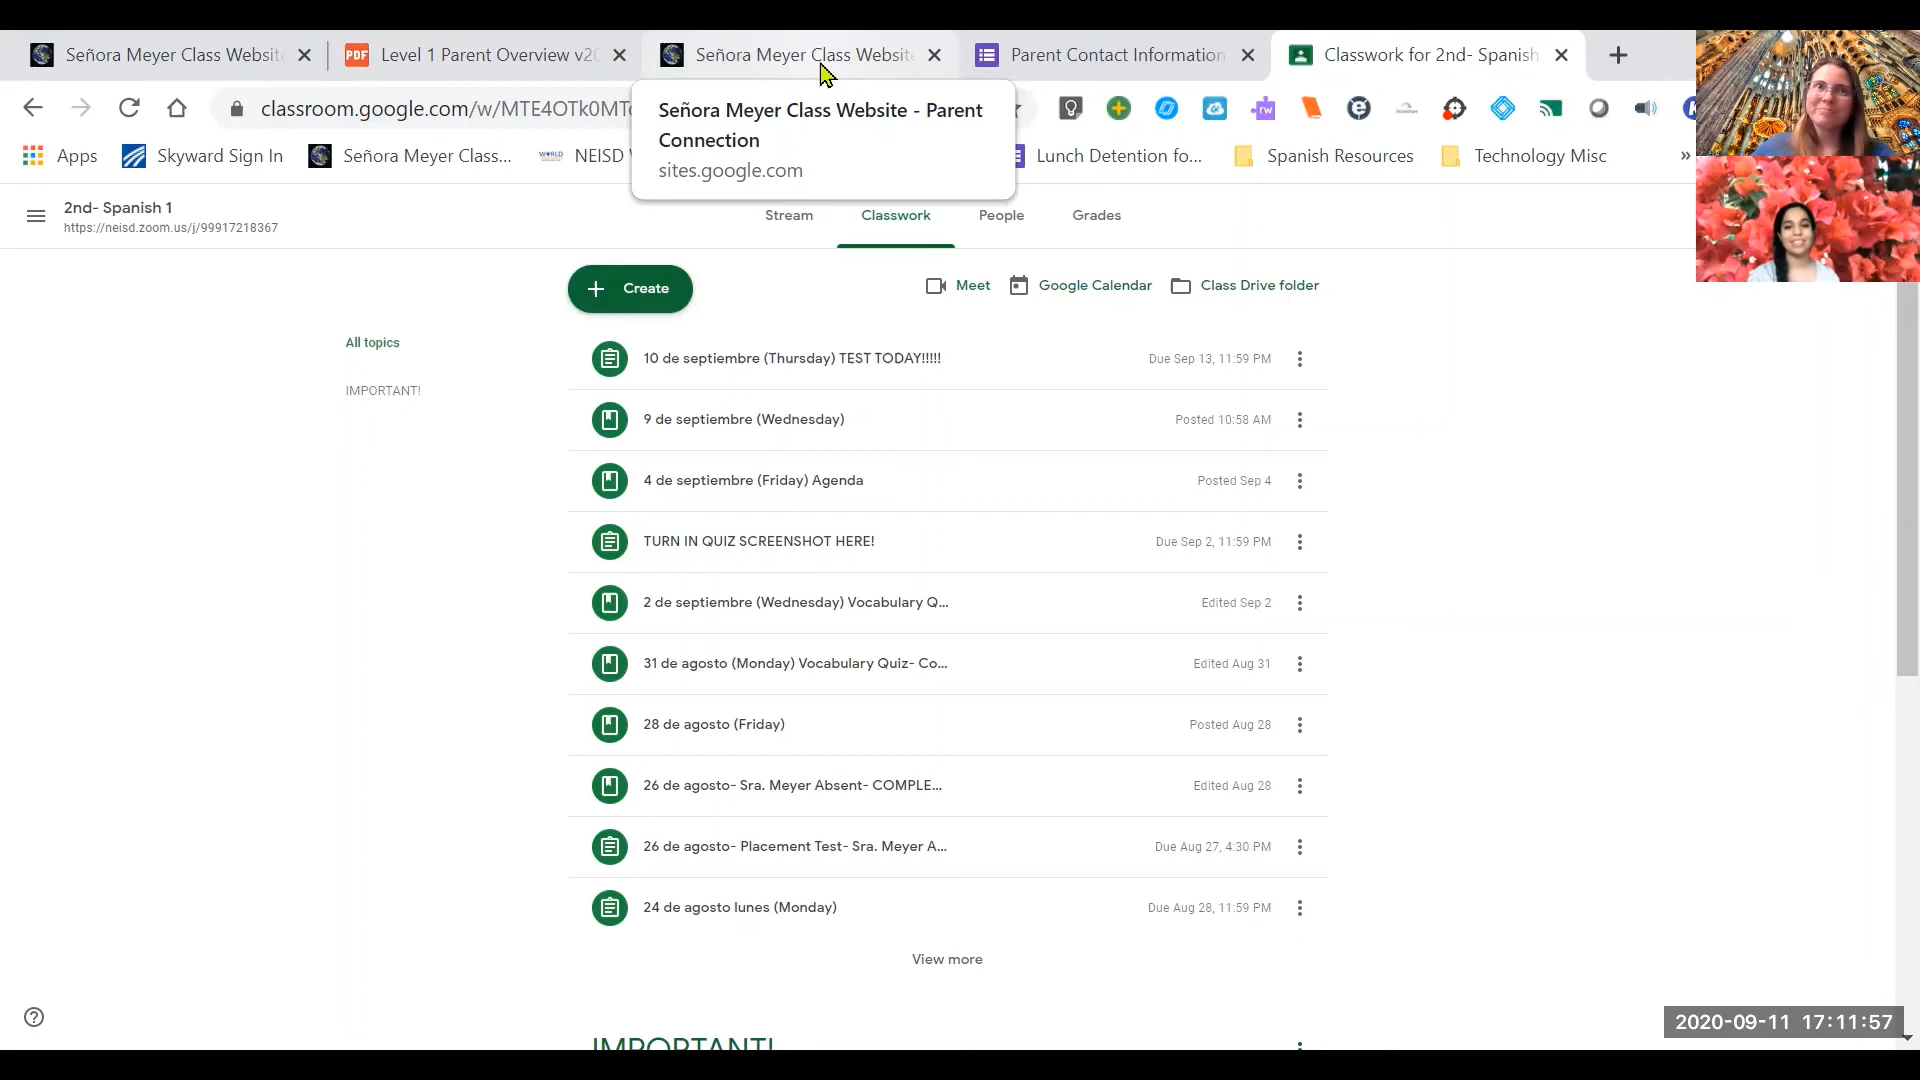 Señora Meyer Class Website
PDF Level 1 Parent Overview v20
Señora Meyer Class Website
Parent Contact Information
Classwork for 2nd- Spanish
classroom.google.com/w/MTE4OTk0MT
Señora Meyer Class Website - Parent
Connection
sites.google.com
rw
Apps
Skyward Sign In
Señora Meyer Class...
WORLD
NEISD
Lunch Detention fo...
Spanish Resources
Technology Misc
»
2nd- Spanish 1
https://neisd.zoom.us/j/99917218367
Stream
Classwork
People
Grades
+ Create
Meet
Google Calendar
Class Drive folder
All topics
IMPORTANT!
10 de septiembre (Thursday) TEST TODAY!!!!!
Due Sep 13, 11:59 PM
9 de septiembre (Wednesday)
Posted 10:58 AM
4 de septiembre (Friday) Agenda
Posted Sep 4
TURN IN QUIZ SCREENSHOT HERE!
Due Sep 2, 11:59 PM
2 de septiembre (Wednesday) Vocabulary Q...
Edited Sep 2
31 de agosto (Monday) Vocabulary Quiz- Co...
Edited Aug 31
28 de agosto (Friday)
Posted Aug 28
26 de agosto- Sra. Meyer Absent- COMPLE...
Edited Aug 28
26 de agosto- Placement Test- Sra. Meyer A...
Due Aug 27, 4:30 PM
24 de agosto lunes (Monday)
Due Aug 28, 11:59 PM
View more
IMPORTANT!
2020-09-11 17:11:57